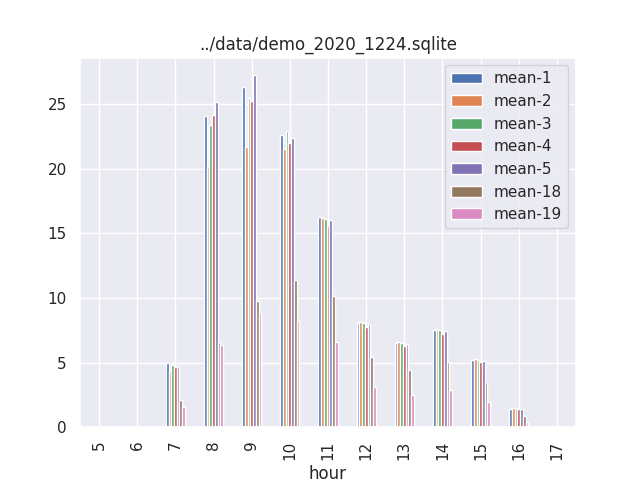 ../data/demo_2020_1224.sqlite
mean-1
mean-2
mean-3
mean-4
mean-5
mean-18
mean-19
25
20
15
10
5
0
5 6 7 8 9 10 11 12 13 14 15 16 17
hour